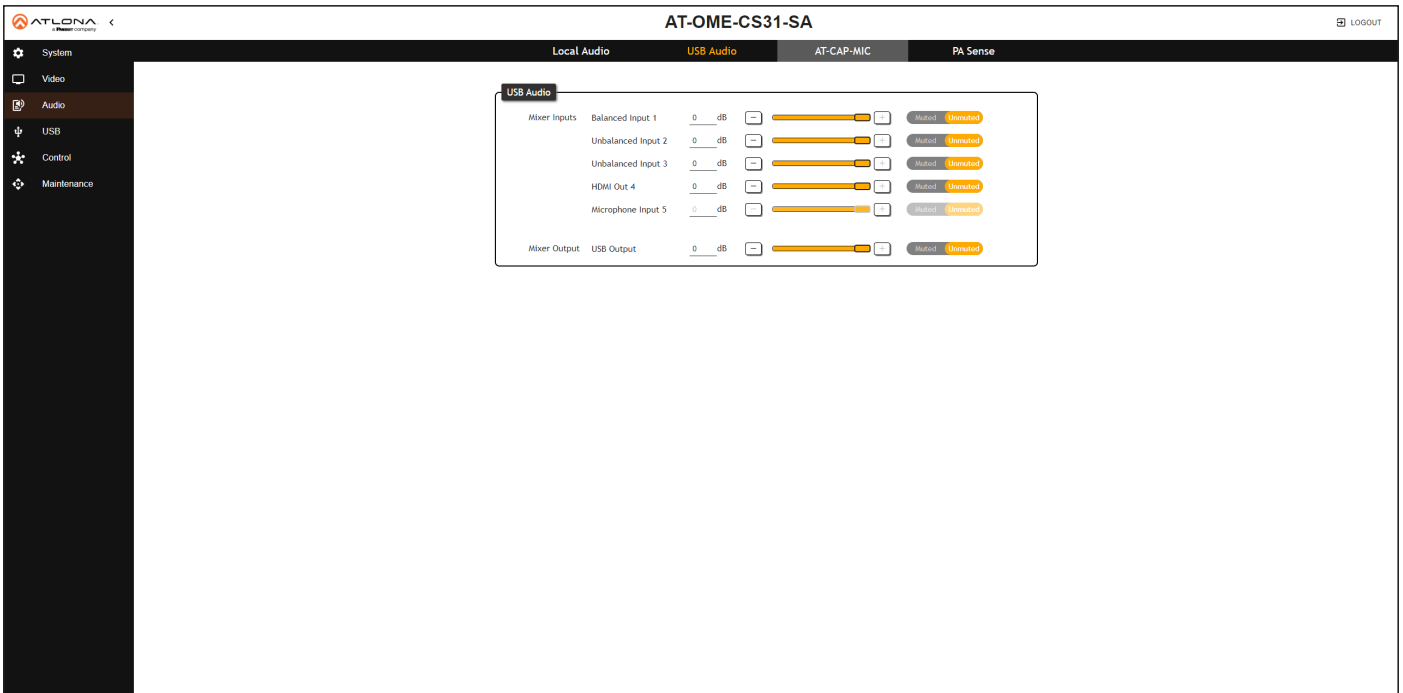 ATLONA
AT-OME-CS31-SA
LOGOUT
System
Local Audio USB Audio AT-CAP-MIC PA Sense
Video
Audio
USB
Control
Maintenance
USB Audio
Mixer Inputs Balanced Input 1 0 dB − + Muted Unmuted
Unbalanced Input 2 0 dB − + Muted Unmuted
Unbalanced Input 3 0 dB − + Muted Unmuted
HDMI Out 4 0 dB − + Muted Unmuted
Microphone Input 5 0 dB − + Muted Unmuted
Mixer Output USB Output 0 dB − + Muted Unmuted